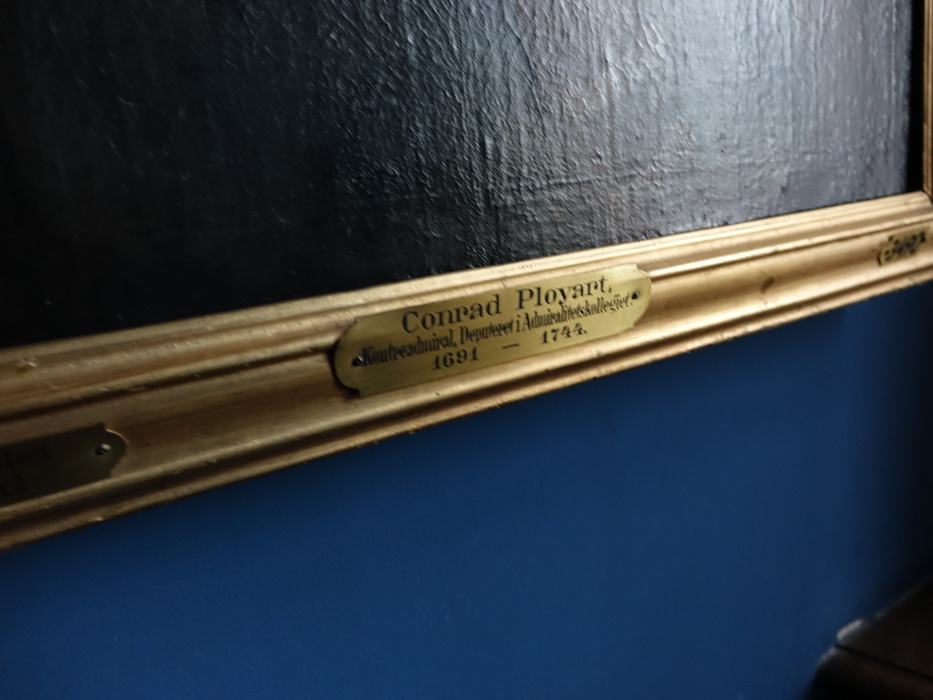 Conrad Ployart.
Kontreadmiral, Deputeret i Admiralitetskollegiet.
1691 — 1744.